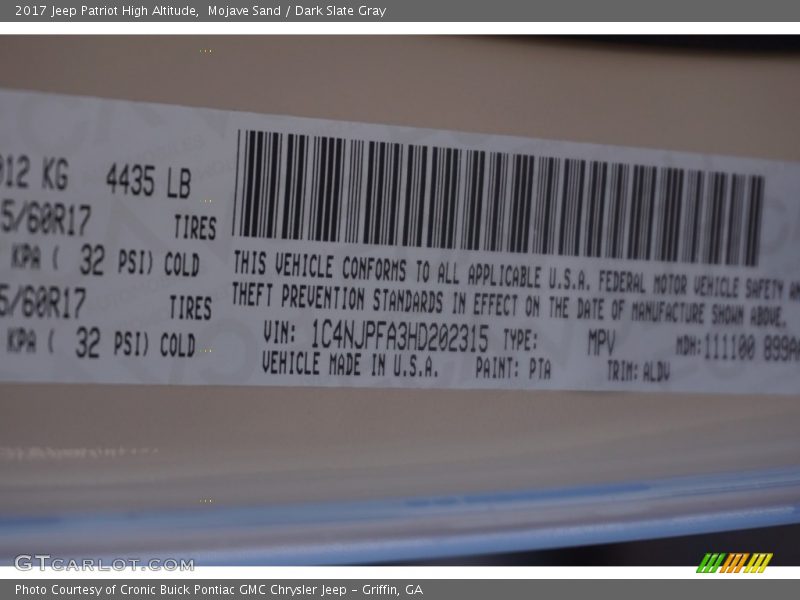 2017 Jeep Patriot High Altitude, Mojave Sand / Dark Slate Gray
KG 4435 LB
5/60R17 TIRES
KPA ( 32 PSI) COLD
5/60R17 TIRES
KPA ( 32 PSI) COLD
THIS VEHICLE CONFORMS TO ALL APPLICABLE U.S.A. FEDERAL MOTOR VEHICLE SAFETY
THEFT PREVENTION STANDARDS IN EFFECT ON THE DATE OF MANUFACTURE SHOWN ABOVE.
VIN: 1C4NJPFA3HD202315 TYPE: MPV MDH:111100 899A
VEHICLE MADE IN U.S.A. PAINT: PTA TRIM: ALDV
GTcarlot.com
Photo Courtesy of Cronic Buick Pontiac GMC Chrysler Jeep - Griffin, GA